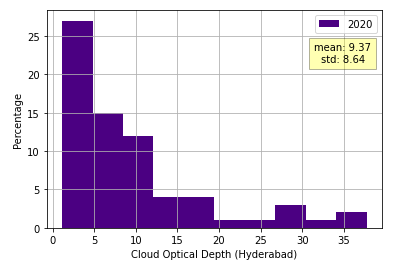 2020
mean: 9.37
std: 8.64
Percentage
25
20
15
10
5
0
0 5 10 15 20 25 30 35
Cloud Optical Depth (Hyderabad)